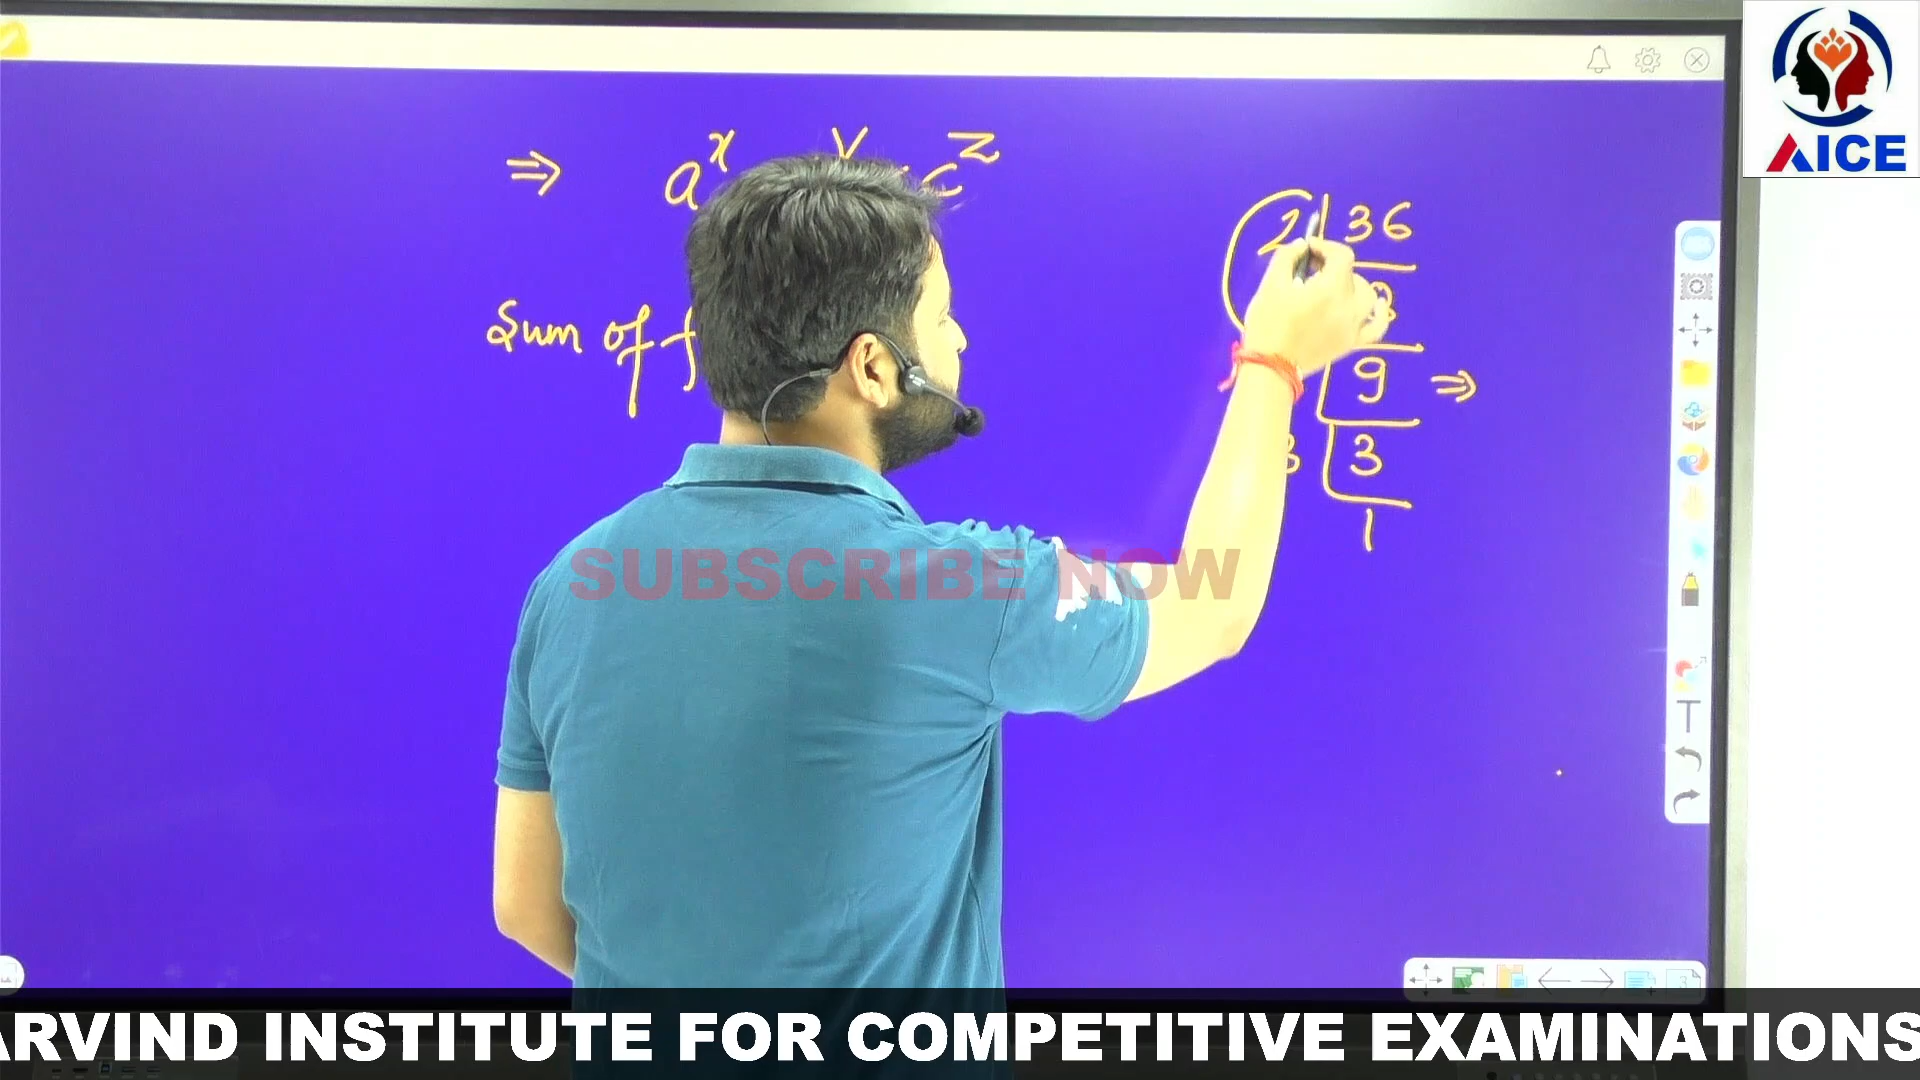 AICE
⇒ a^x y . c^z
2 | 36
Sum of f
9 ⇒
3 | 3
1
SUBSCRIBE NOW
ARVIND INSTITUTE FOR COMPETITIVE EXAMINATIONS